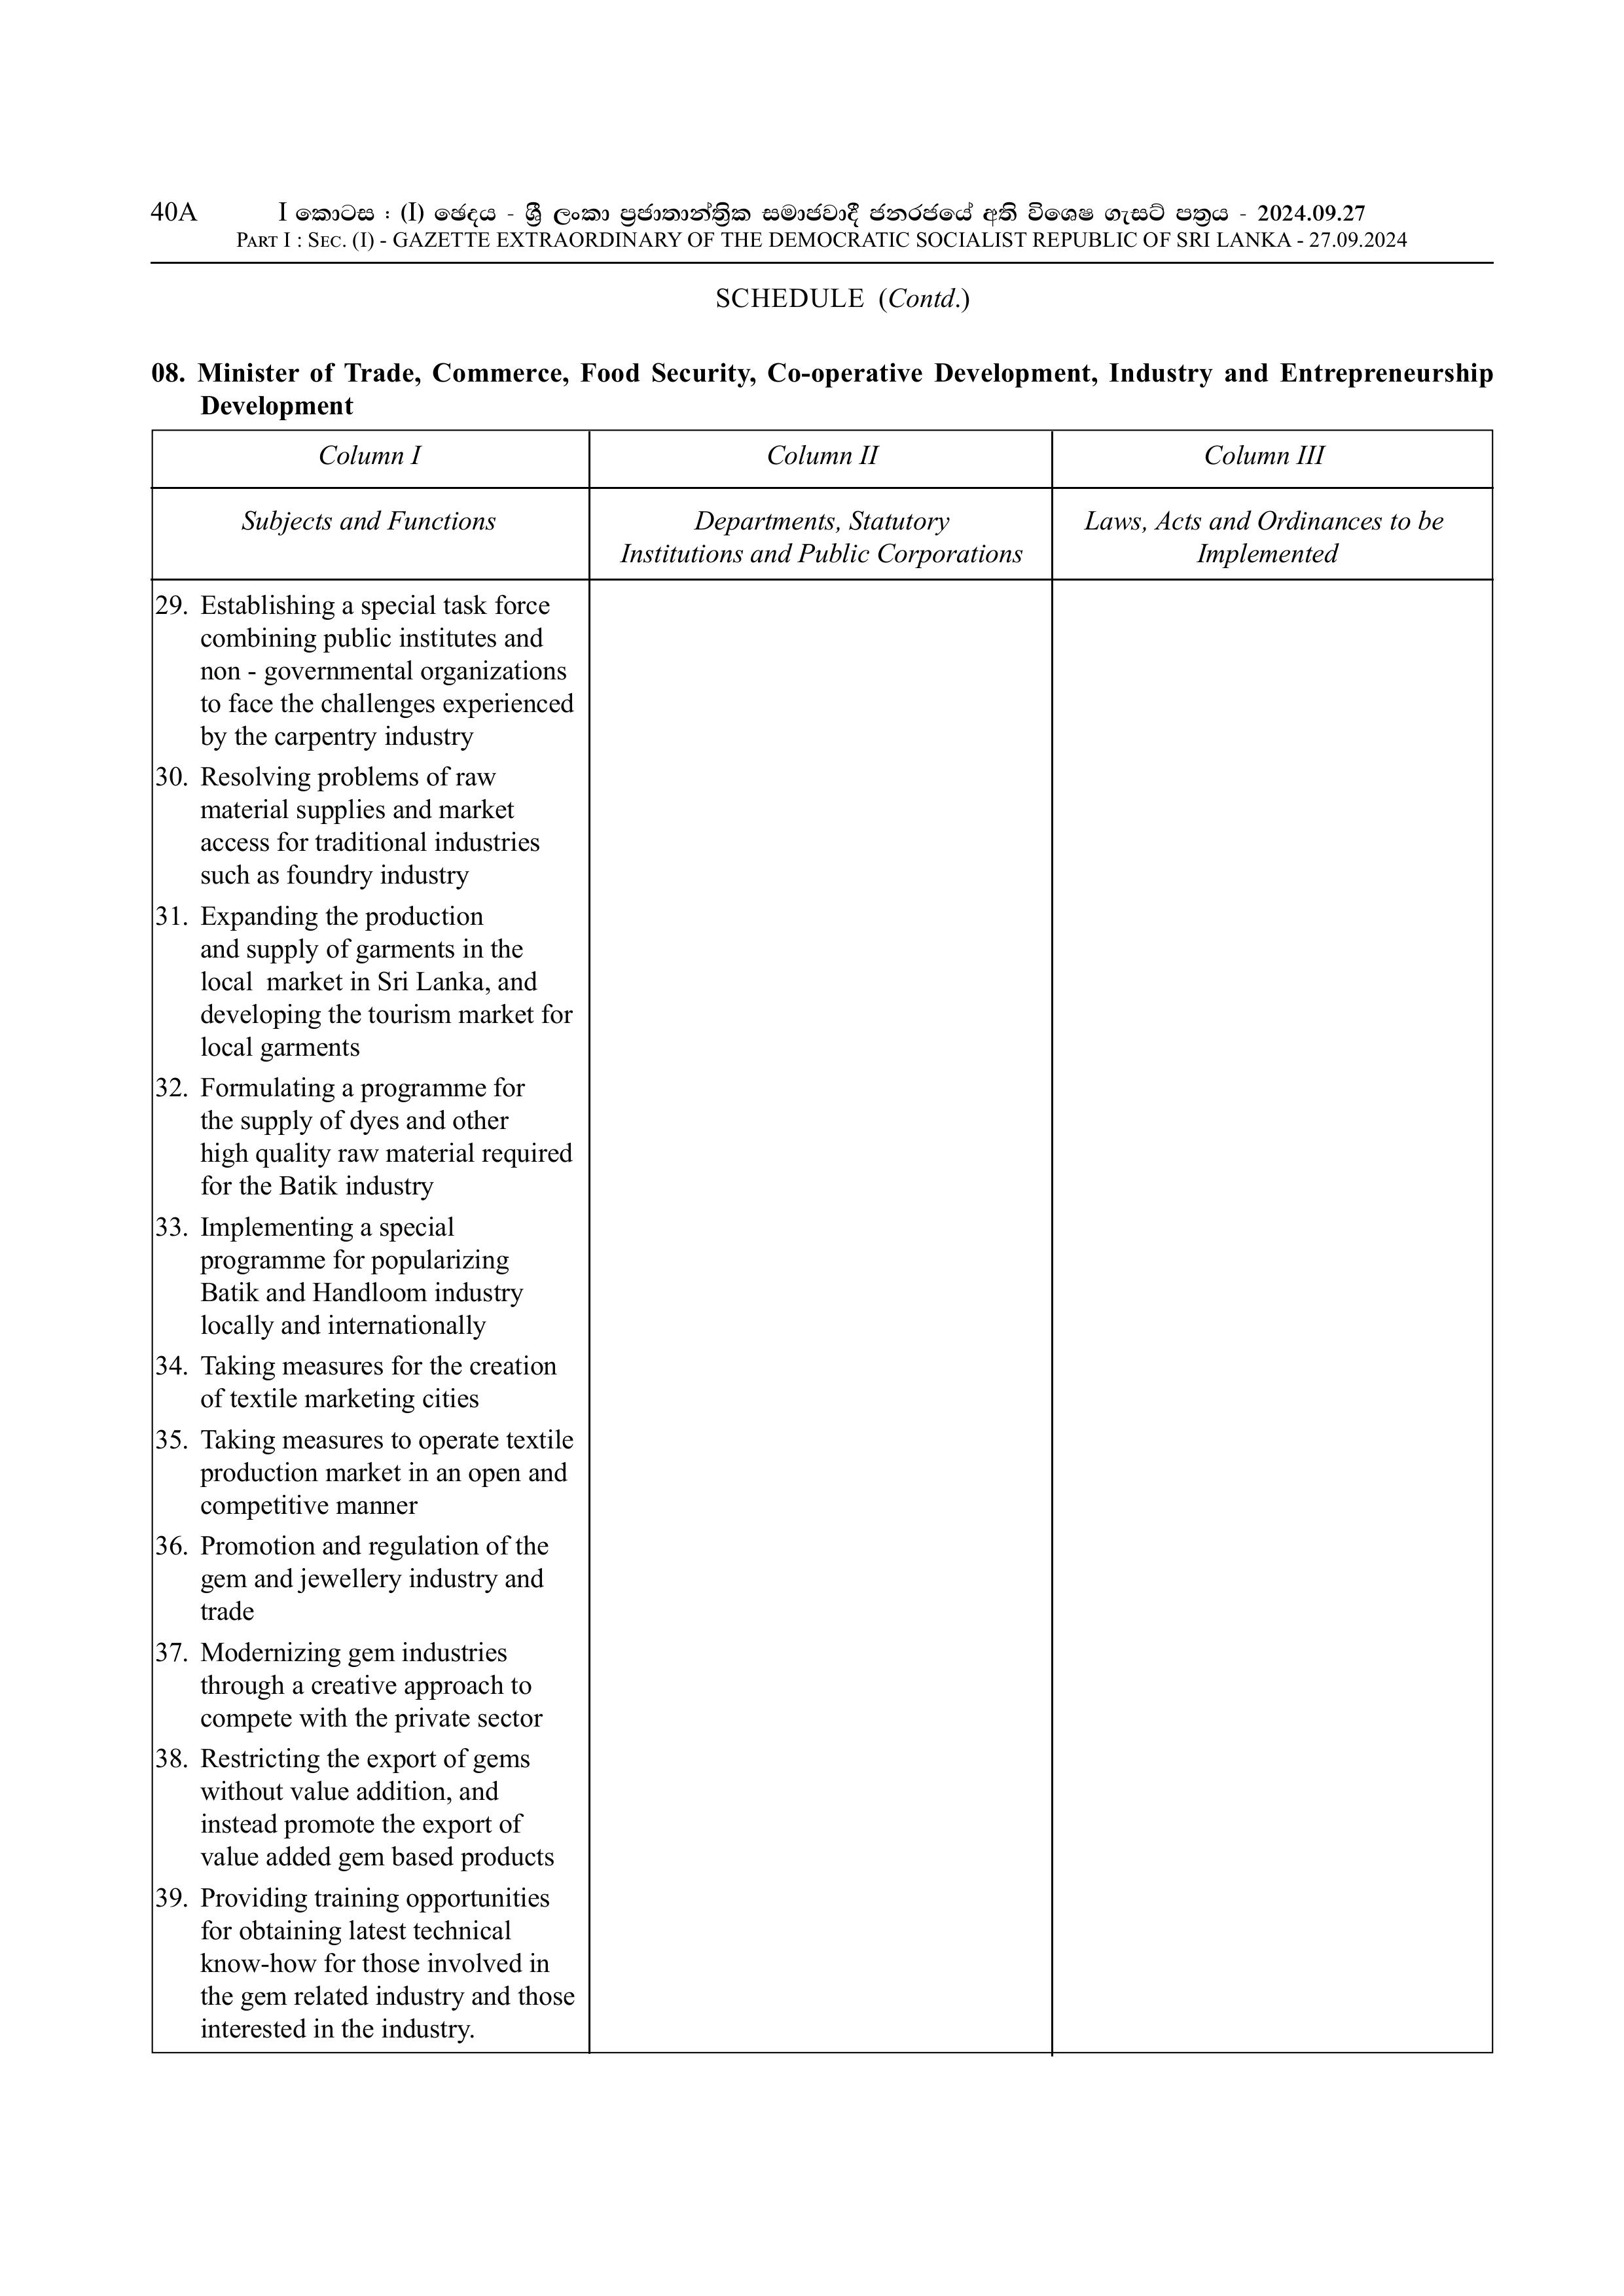 40A I කොටස : (I) ඡෙදය - ශ්‍රී ලංකා ප්‍රජාතාන්ත්‍රික සමාජවාදී ජනරජයේ අති විශෙෂ ගැසට් පත්‍රය - 2024.09.27
PART I : SEC. (I) - GAZETTE EXTRAORDINARY OF THE DEMOCRATIC SOCIALIST REPUBLIC OF SRI LANKA - 27.09.2024
SCHEDULE (Contd.)
08. Minister of Trade, Commerce, Food Security, Co-operative Development, Industry and Entrepreneurship
Development
Column I Column II Column III
Subjects and Functions Departments, Statutory Laws, Acts and Ordinances to be
Institutions and Public Corporations Implemented
29. Establishing a special task force
combining public institutes and
non - governmental organizations
to face the challenges experienced
by the carpentry industry
30. Resolving problems of raw
material supplies and market
access for traditional industries
such as foundry industry
31. Expanding the production
and supply of garments in the
local market in Sri Lanka, and
developing the tourism market for
local garments
32. Formulating a programme for
the supply of dyes and other
high quality raw material required
for the Batik industry
33. Implementing a special
programme for popularizing
Batik and Handloom industry
locally and internationally
34. Taking measures for the creation
of textile marketing cities
35. Taking measures to operate textile
production market in an open and
competitive manner
36. Promotion and regulation of the
gem and jewellery industry and
trade
37. Modernizing gem industries
through a creative approach to
compete with the private sector
38. Restricting the export of gems
without value addition, and
instead promote the export of
value added gem based products
39. Providing training opportunities
for obtaining latest technical
know-how for those involved in
the gem related industry and those
interested in the industry.